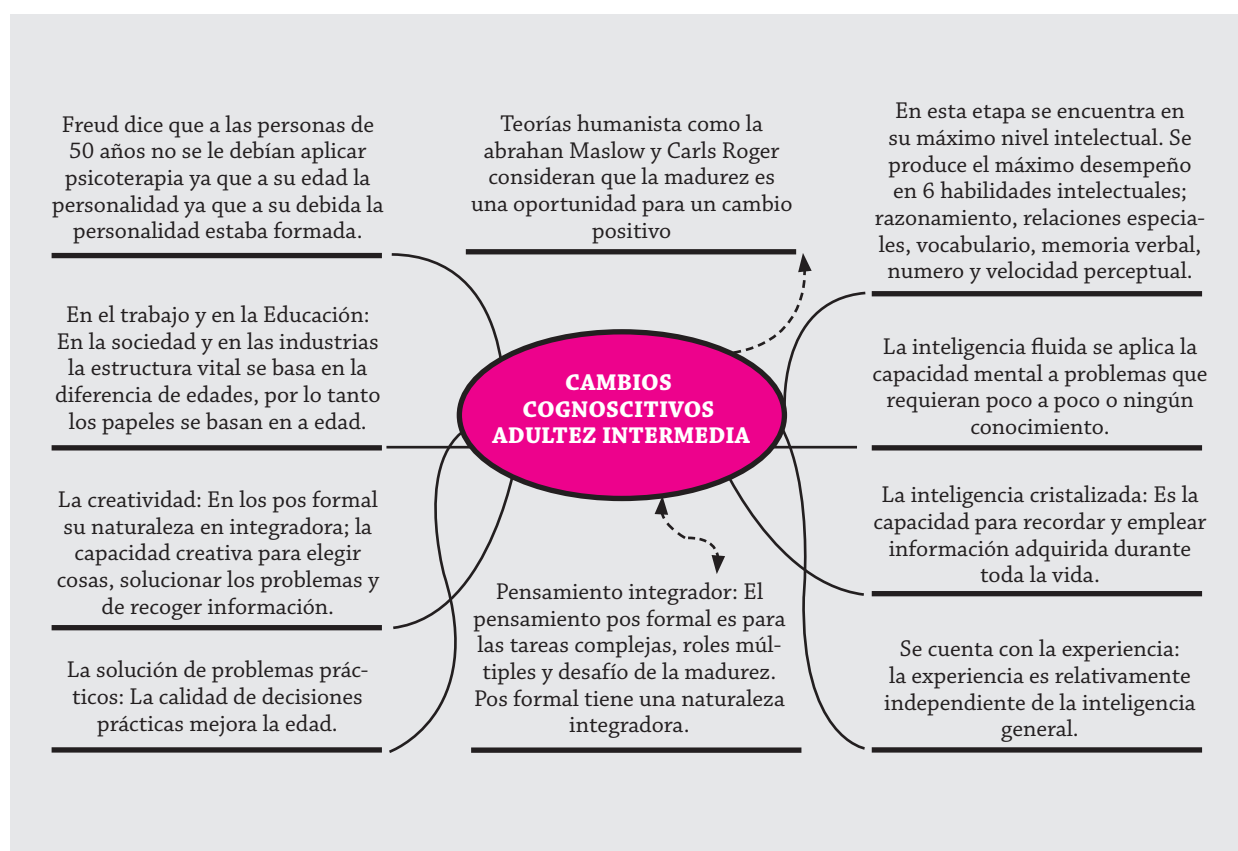 Freud dice que a las personas de
50 años no se le debían aplicar
psicoterapia ya que a su edad la
personalidad ya que a su debida la
personalidad estaba formada.
En el trabajo y en la Educación:
En la sociedad y en las industrias
la estructura vital se basa en la
diferencia de edades, por lo tanto
los papeles se basan en a edad.
La creatividad: En los pos formal
su naturaleza en integradora; la
capacidad creativa para elegir
cosas, solucionar los problemas y
de recoger información.
La solución de problemas prác-
ticos: La calidad de decisiones
prácticas mejora la edad.
Teorías humanista como la
abrahan Maslow y Carls Roger
consideran que la madurez es
una oportunidad para un cambio
positivo
CAMBIOS
COGNOSCITIVOS
ADULTEZ INTERMEDIA
Pensamiento integrador: El
pensamiento pos formal es para
las tareas complejas, roles múl-
tiples y desafío de la madurez.
Pos formal tiene una naturaleza
integradora.
En esta etapa se encuentra en
su máximo nivel intelectual. Se
produce el máximo desempeño
en 6 habilidades intelectuales;
razonamiento, relaciones especia-
les, vocabulario, memoria verbal,
numero y velocidad perceptual.
La inteligencia fluida se aplica la
capacidad mental a problemas que
requieran poco a poco o ningún
conocimiento.
La inteligencia cristalizada: Es la
capacidad para recordar y emplear
información adquirida durante
toda la vida.
Se cuenta con la experiencia:
la experiencia es relativamente
independiente de la inteligencia
general.